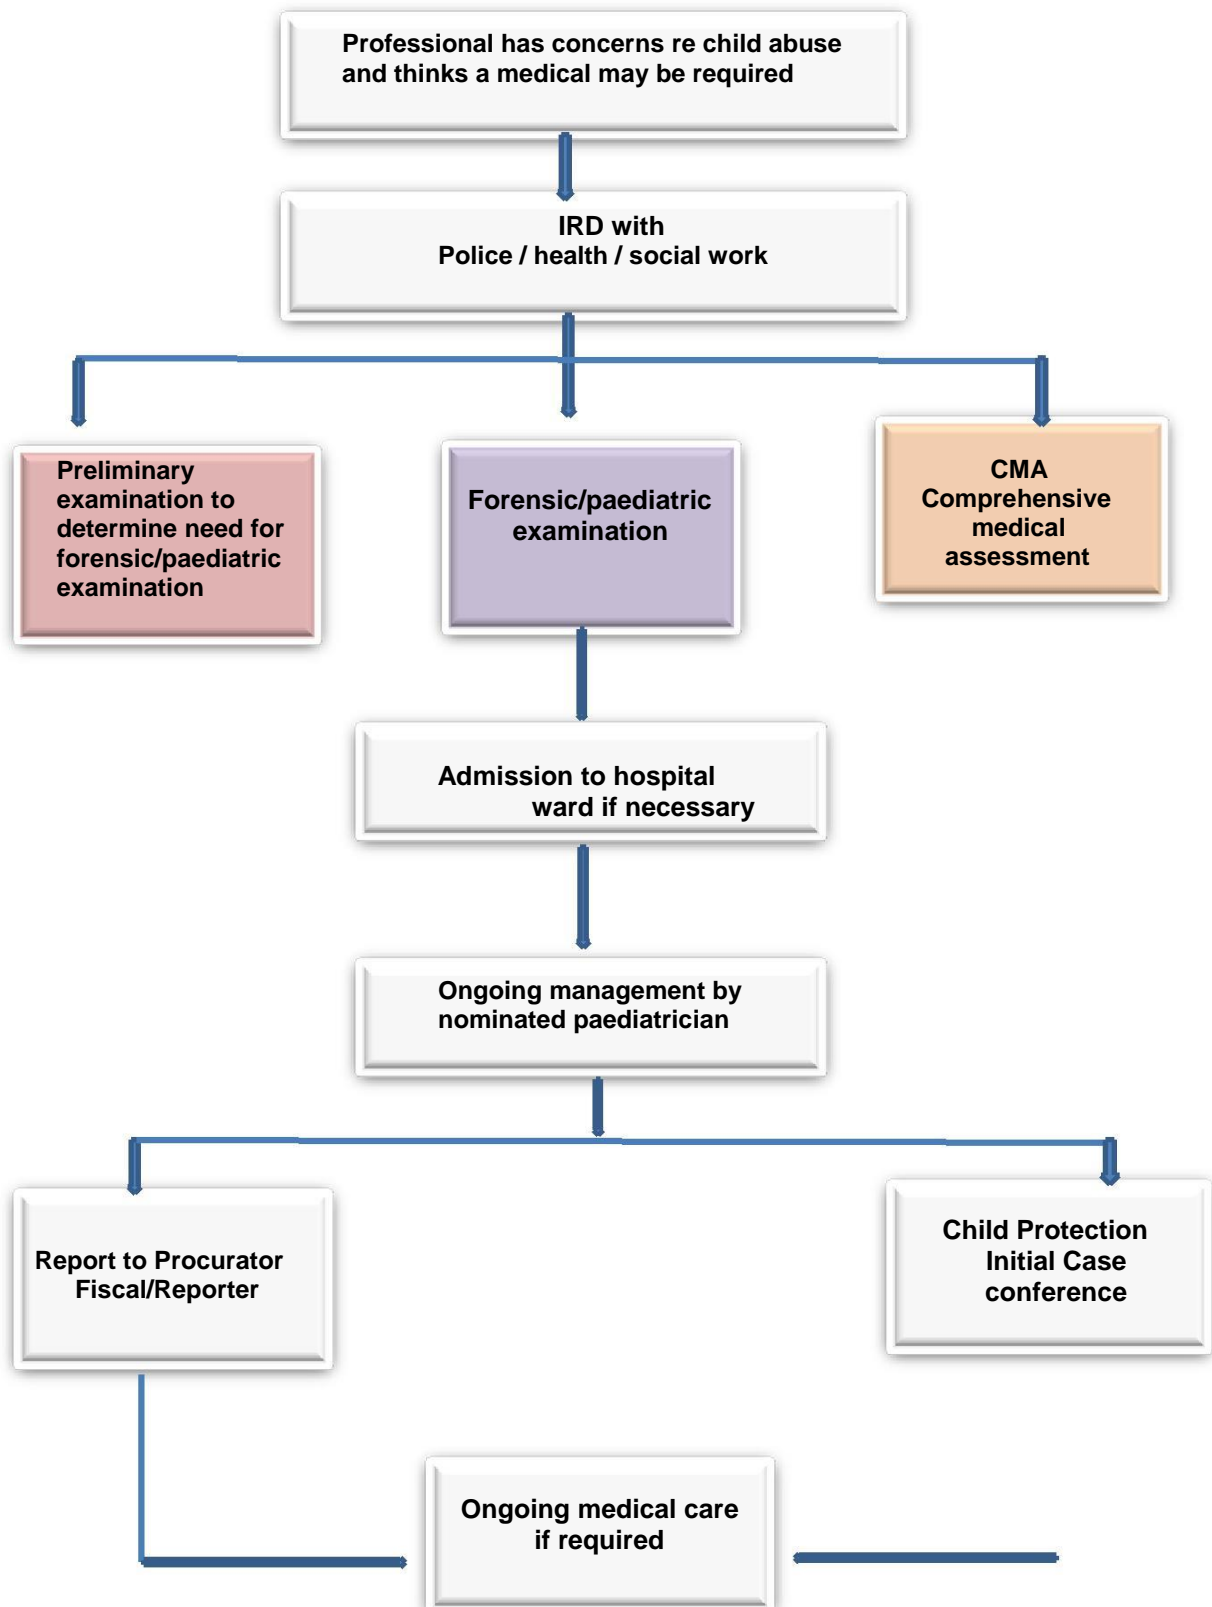 Professional has concerns re child abuse
and thinks a medical may be required
IRD with
Police / health / social work
Preliminary
examination to
determine need for
forensic/paediatric
examination
Forensic/paediatric
examination
CMA
Comprehensive
medical
assessment
Admission to hospital
ward if necessary
Ongoing management by
nominated paediatrician
Report to Procurator
Fiscal/Reporter
Child Protection
Initial Case
conference
Ongoing medical care
if required